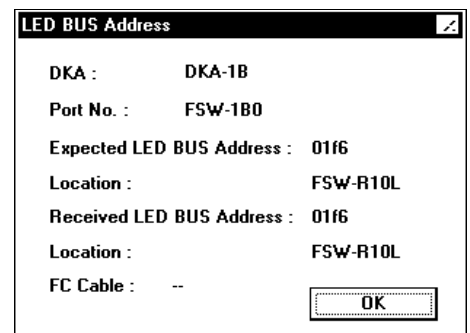 LED BUS Address
DKA : DKA-1B
Port No. : FSW-1B0
Expected LED BUS Address : 01f6
Location : FSW-R10L
Received LED BUS Address : 01f6
Location : FSW-R10L
FC Cable : --
OK